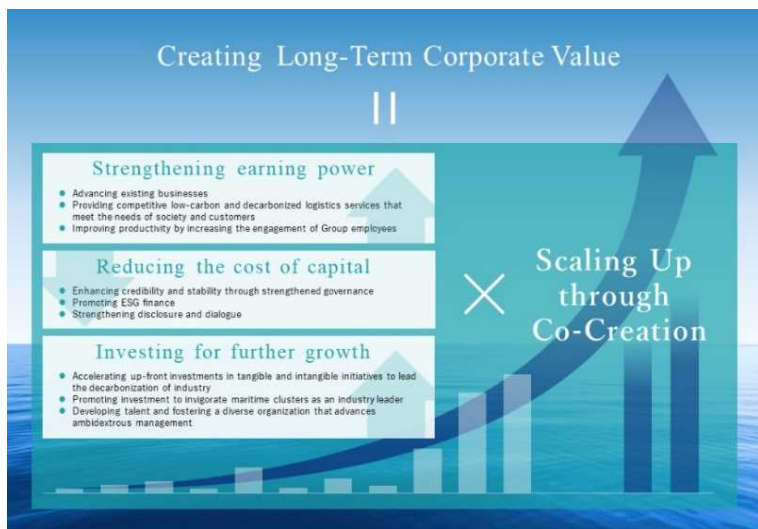 Creating Long-Term Corporate Value
=
Strengthening earning power
● Advancing existing businesses
● Providing competitive low-carbon and decarbonized logistics services that
meet the needs of society and customers
● Improving productivity by increasing the engagement of Group employees
Reducing the cost of capital
● Enhancing credibility and stability through strengthened governance
● Promoting ESG finance
● Strengthening disclosure and dialogue
Investing for further growth
● Accelerating up-front investments in tangible and intangible initiatives to lead
the decarbonization of industry
● Promoting investment to invigorate maritime clusters as an industry leader
● Developing talent and fostering a diverse organization that advances
ambidextrous management
×
Scaling Up
through
Co-Creation